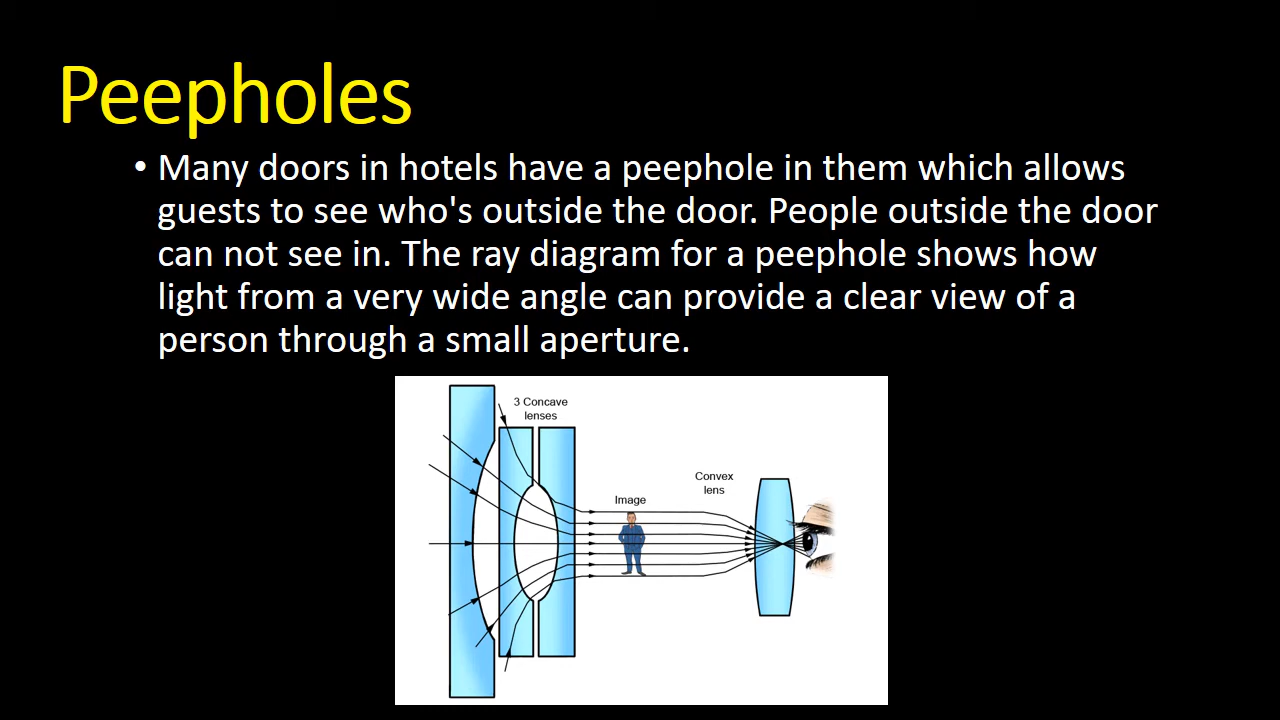 Peepholes
• Many doors in hotels have a peephole in them which allows
guests to see who's outside the door. People outside the door
can not see in. The ray diagram for a peephole shows how
light from a very wide angle can provide a clear view of a
person through a small aperture.
3 Concave
lenses
Convex
lens
Image